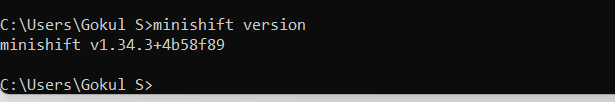 C:\Users\Gokul S>minishift version
minishift v1.34.3+4b58f89
C:\Users\Gokul S>